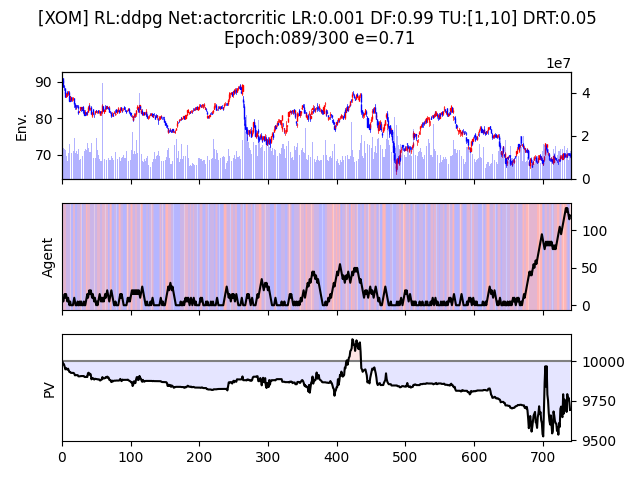 [XOM] RL:ddpg Net:actorcritic LR:0.001 DF:0.99 TU:[1,10] DRT:0.05
Epoch:089/300 e=0.71
1e7
90
80
70
Env.
4
2
0
Agent
100
50
0
PV
10000
9750
9500
0 100 200 300 400 500 600 700